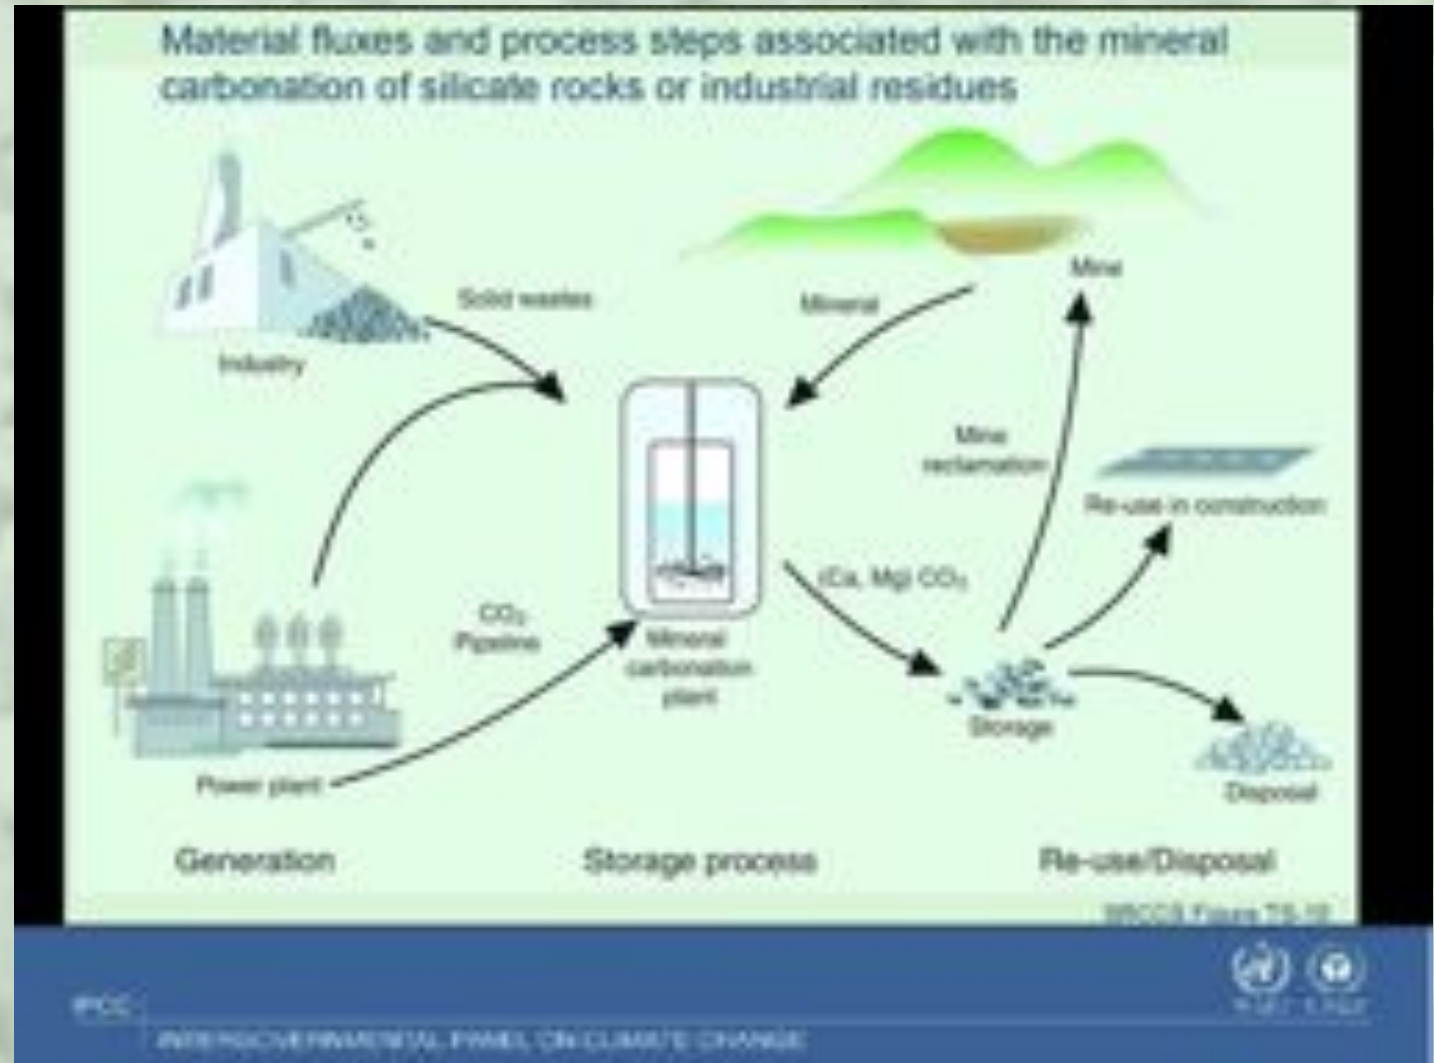 Material fluxes and process steps associated with the mineral
carbonation of silicate rocks or industrial residues
Solid wastes
Industry
Mineral
Mine
Mine
reclamation
Re-use in construction
(Ca, Mg) CO₃
CO₂
Pipeline
Mineral
carbonation
plant
Storage
Power plant
Disposal
Generation
Storage process
Re-use/Disposal
SRCCS Figure TS-10
IPCC
INTERGOVERNMENTAL PANEL ON CLIMATE CHANGE